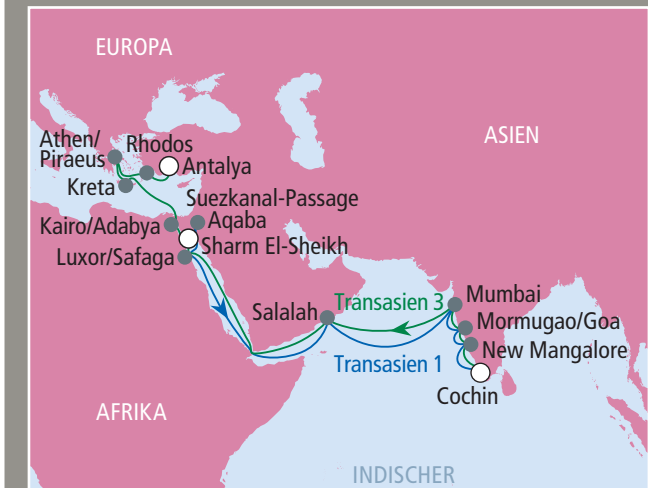 EUROPA
ASIEN
Athen/
Piraeus
Rhodos
Antalya
Kreta
Suezkanal-Passage
Kairo/Adabya
Aqaba
Sharm El-Sheikh
Luxor/Safaga
Salalah
Transasien 3
Mumbai
Mormugao/Goa
New Mangalore
Transasien 1
Cochin
AFRIKA
INDISCHER